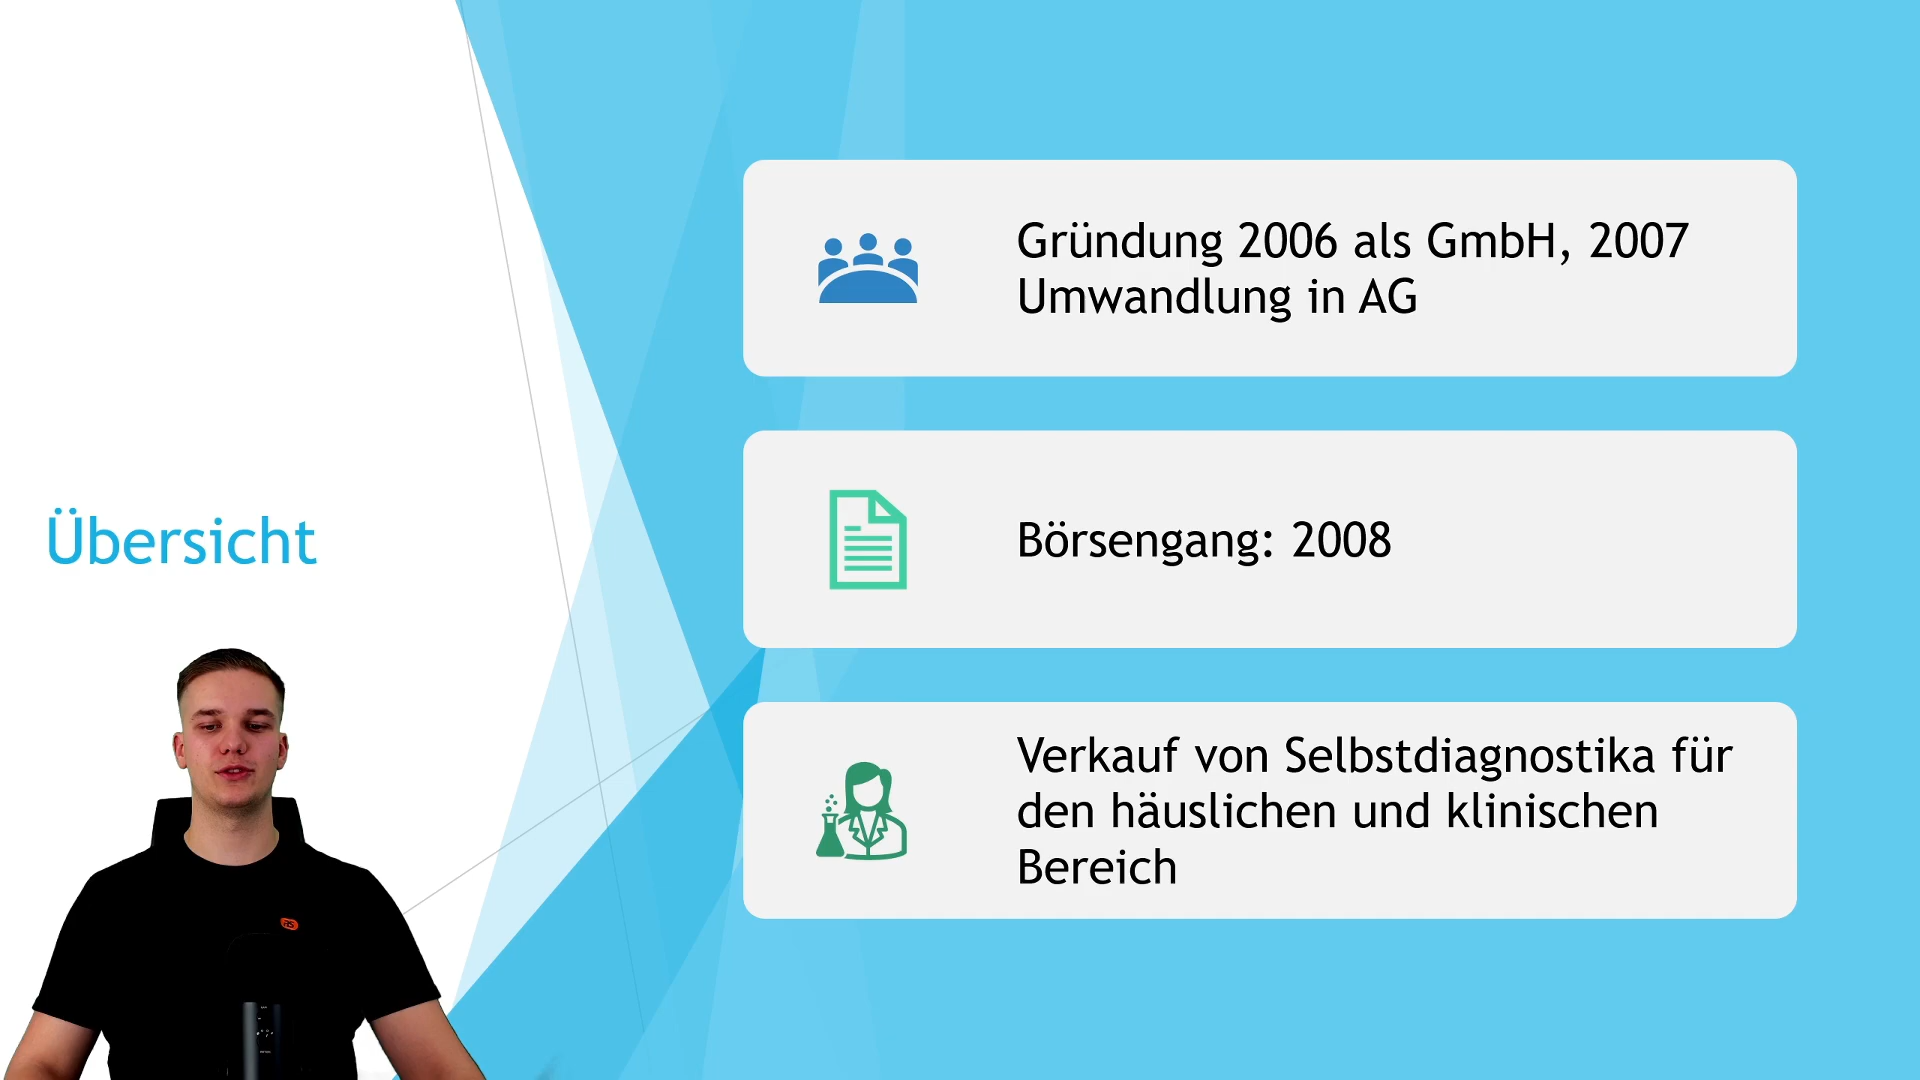 Übersicht
Gründung 2006 als GmbH, 2007
Umwandlung in AG
Börsengang: 2008
Verkauf von Selbstdiagnostika für
den häuslichen und klinischen
Bereich